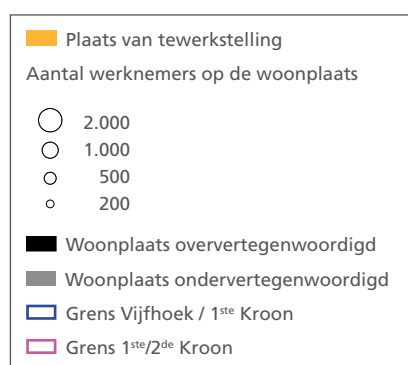 Plaats van tewerkstelling
Aantal werknemers op de woonplaats
2.000
1.000
500
200
Woonplaats oververtegenwoordigd
Woonplaats ondervertegenwoordigd
Grens Vijfhoek / 1ste Kroon
Grens 1ste/2de Kroon